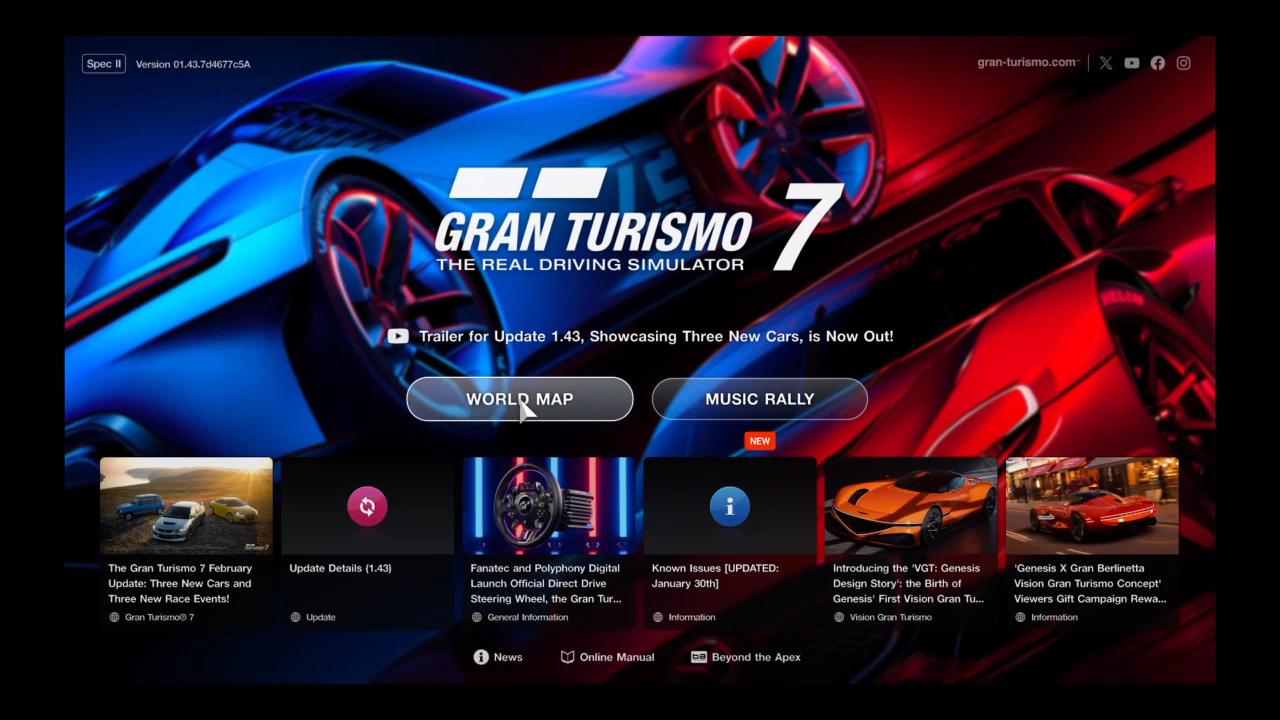 Spec II
Version 01.43.7d4677c5A
gran-turismo.com™
GRAN TURISMO 7
THE REAL DRIVING SIMULATOR
Trailer for Update 1.43, Showcasing Three New Cars, is Now Out!
WORLD MAP
MUSIC RALLY
NEW
The Gran Turismo 7 February
Update: Three New Cars and
Three New Race Events!
Gran Turismo® 7
Update Details (1.43)
Update
Fanatec and Polyphony Digital
Launch Official Direct Drive
Steering Wheel, the Gran Tur...
General Information
Known Issues [UPDATED:
January 30th]
Information
Introducing the 'VGT: Genesis
Design Story': the Birth of
Genesis' First Vision Gran Tu...
Vision Gran Turismo
'Genesis X Gran Berlinetta
Vision Gran Turismo Concept'
Viewers Gift Campaign Rewa...
Information
News
Online Manual
Beyond the Apex